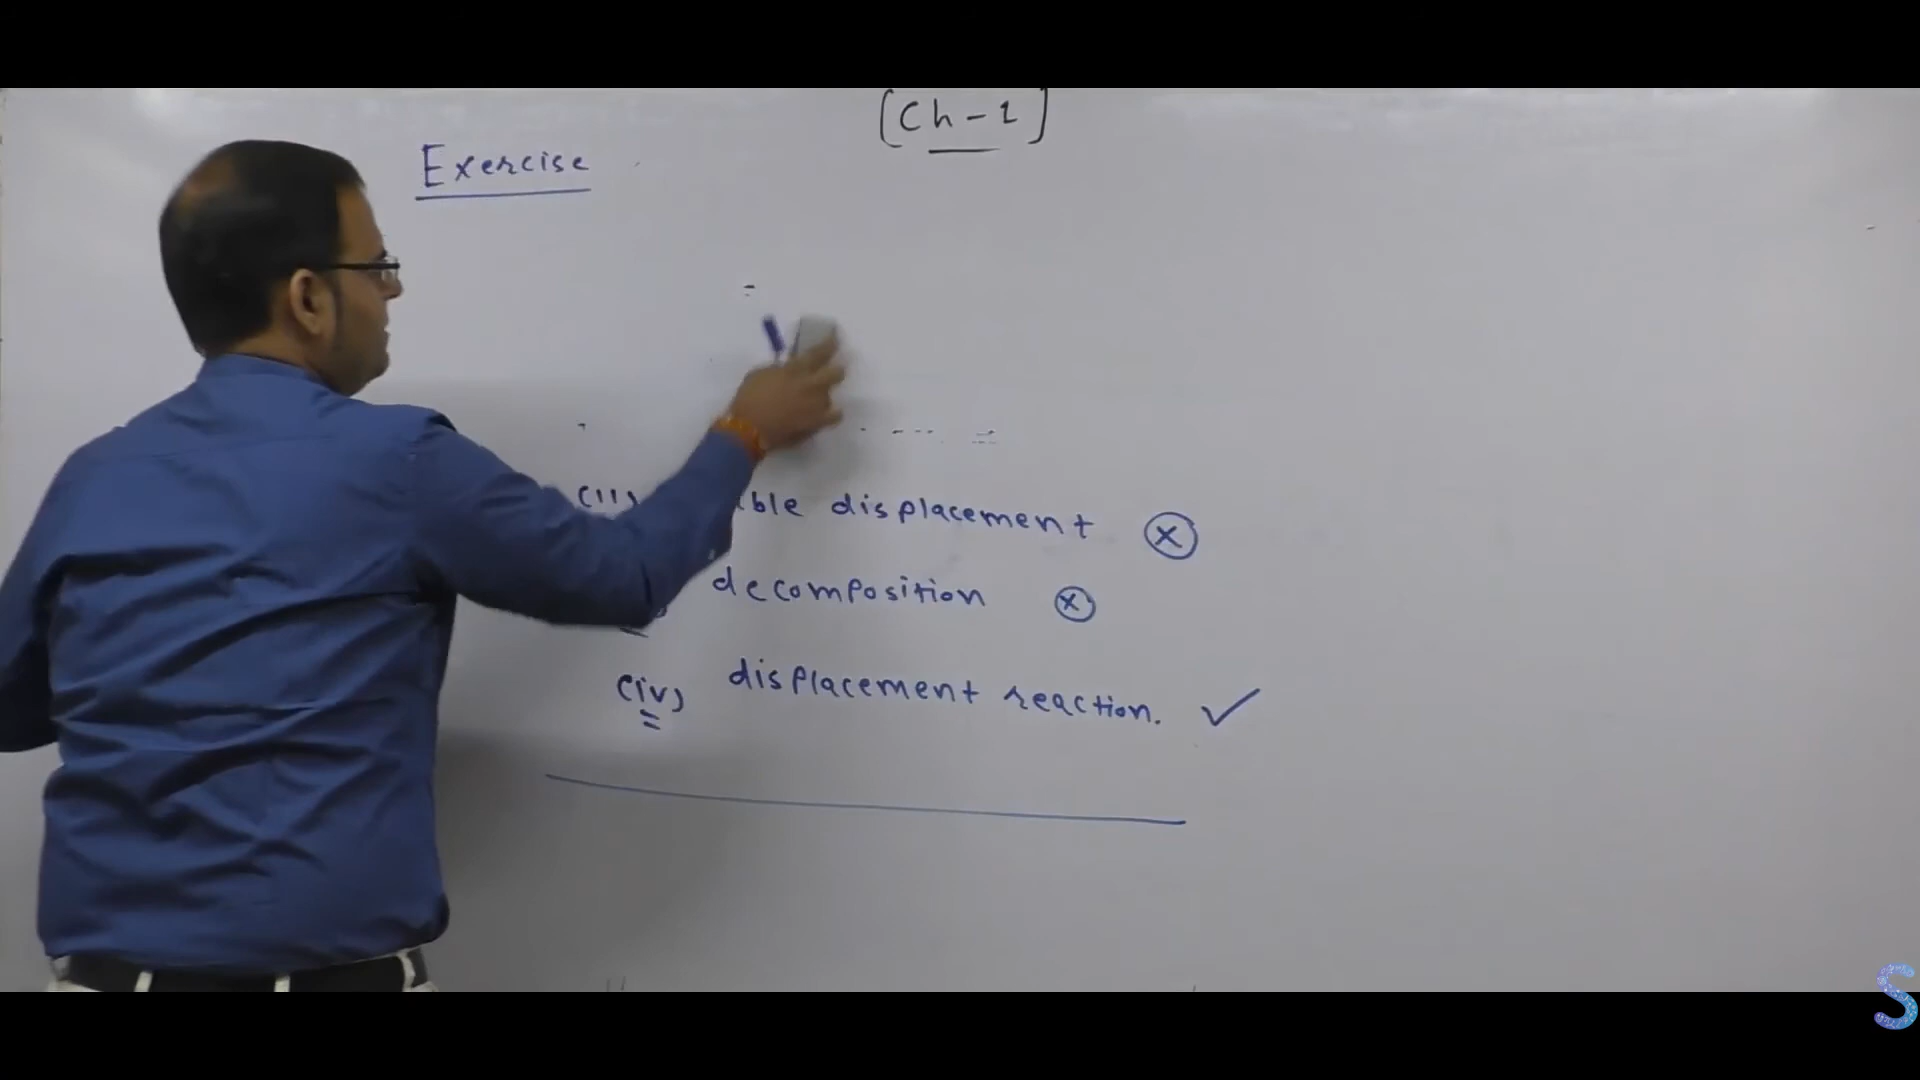 [Ch-1]
Exercise
(ii) ble displacement ⓧ
decomposition ⓧ
(iv) displacement reaction. ✓
S